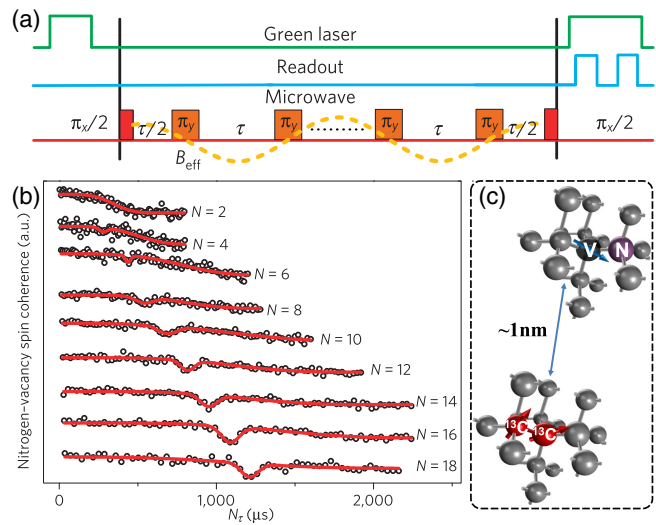 (a)
Green laser
Readout
Microwave
πx/2 τ/2 πy τ πy ........... πy τ πy τ/2 πx/2
Beff
(b)
Nitrogen–vacancy spin coherence (a.u.)
N = 2
N = 4
N = 6
N = 8
N = 10
N = 12
N = 14
N = 16
N = 18
0 1,000 2,000
Nτ (μs)
(c)
V N
~1nm
13C 13C